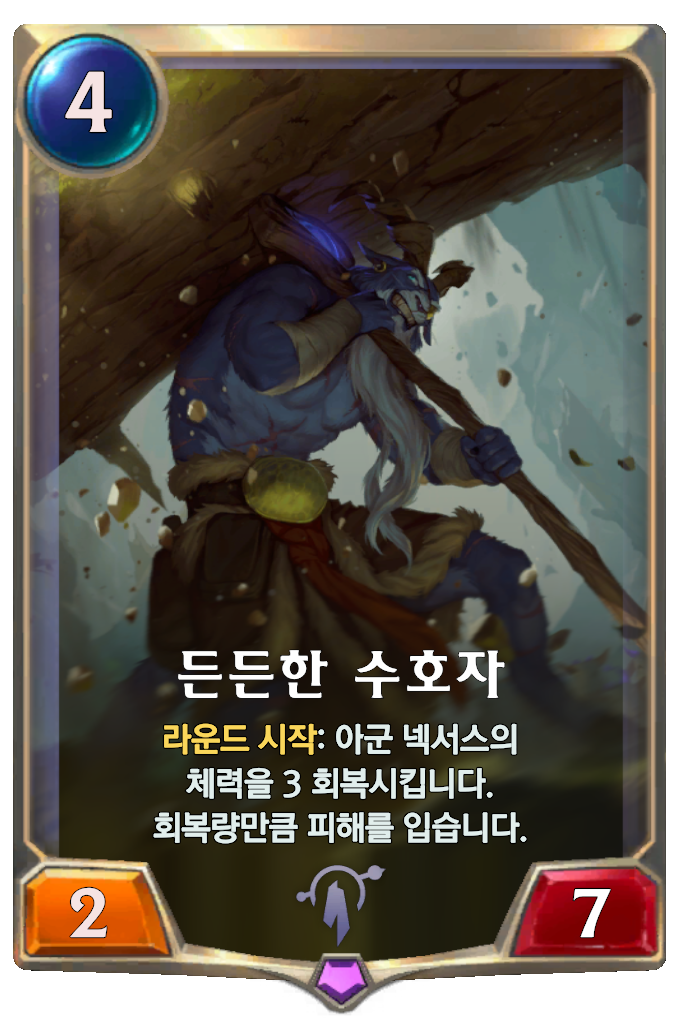 4
든든한 수호자
라운드 시작: 아군 넥서스의
체력을 3 회복시킵니다.
회복량만큼 피해를 입습니다.
2
7